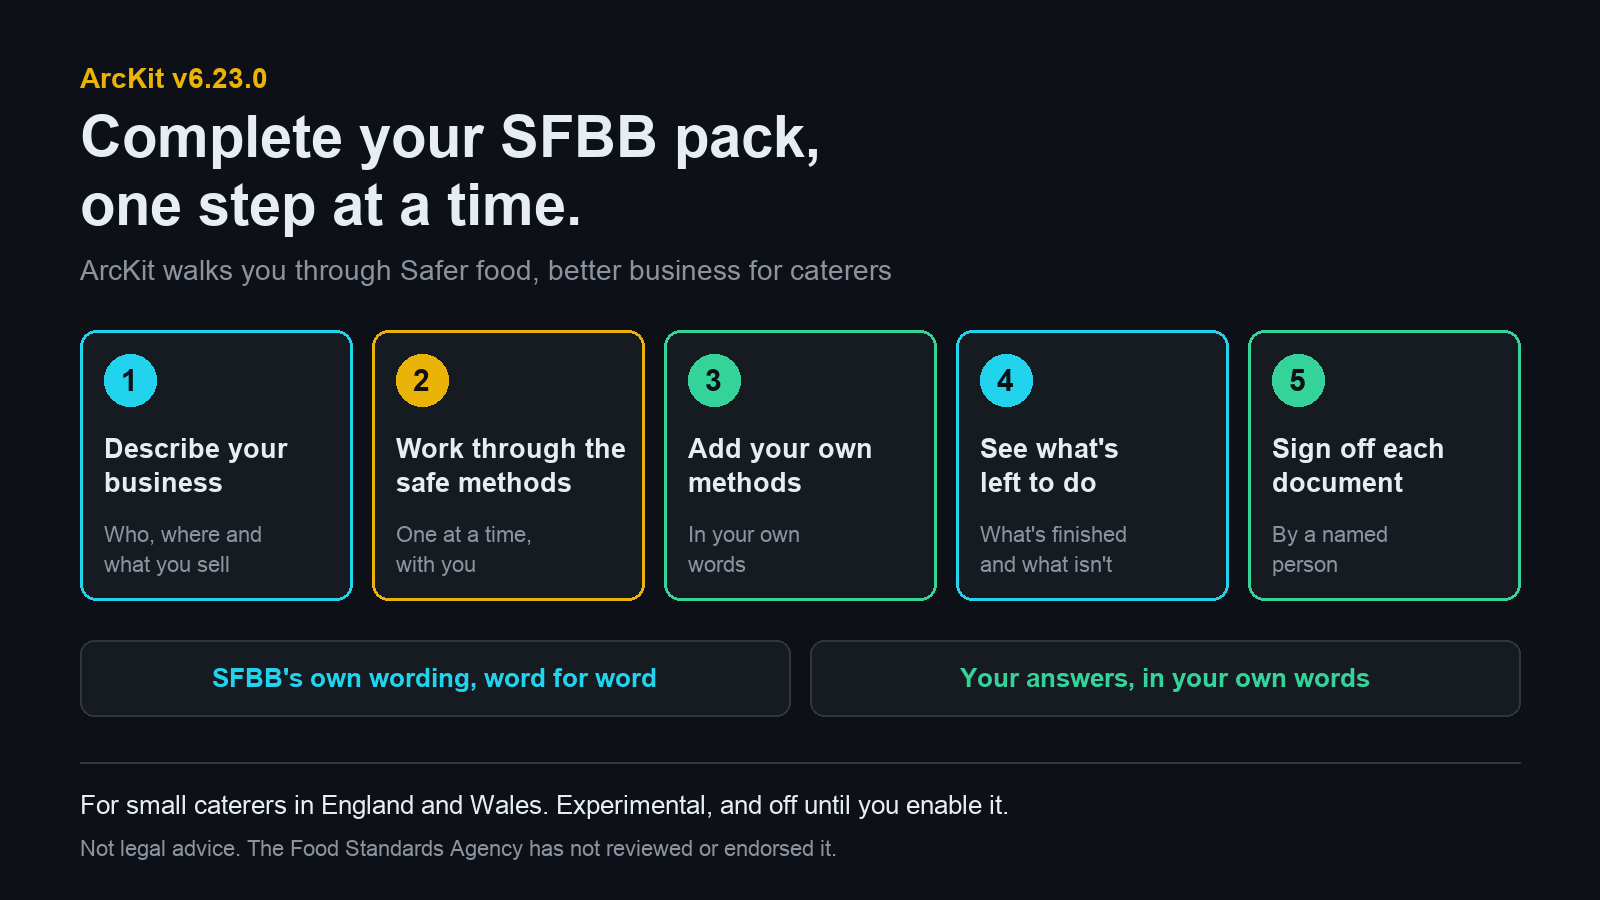 ArcKit v6.23.0
Complete your SFBB pack,
one step at a time.
ArcKit walks you through Safer food, better business for caterers
1
Describe your
business
Who, where and
what you sell
2
Work through the
safe methods
One at a time,
with you
3
Add your own
methods
In your own
words
4
See what's
left to do
What's finished
and what isn't
5
Sign off each
document
By a named
person
SFBB's own wording, word for word
Your answers, in your own words
For small caterers in England and Wales. Experimental, and off until you enable it.
Not legal advice. The Food Standards Agency has not reviewed or endorsed it.